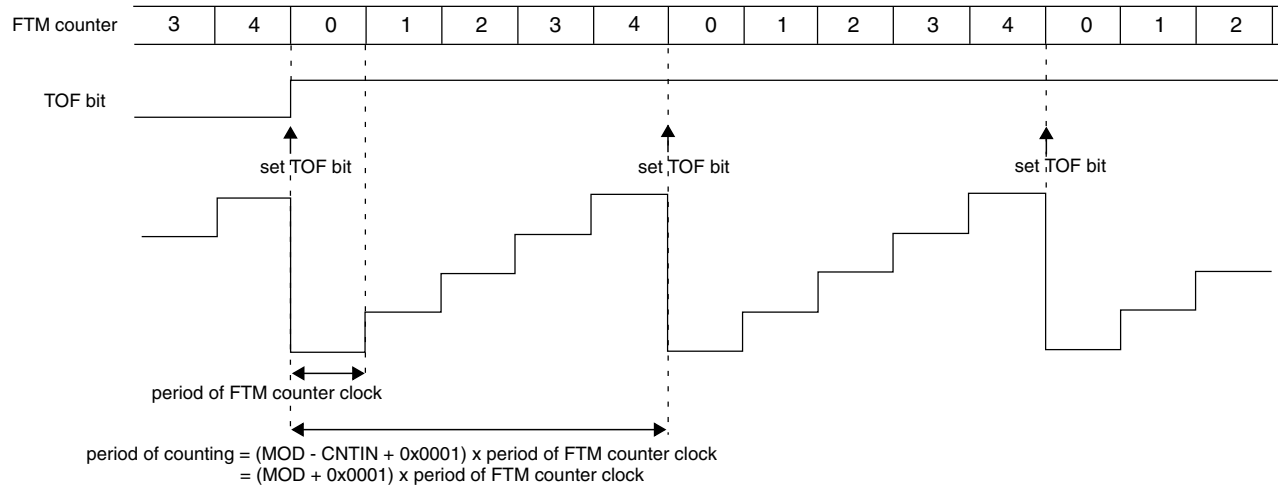 FTM counter 3 4 0 1 2 3 4 0 1 2 3 4 0 1 2
TOF bit
set TOF bit set TOF bit set TOF bit
period of FTM counter clock
period of counting = (MOD - CNTIN + 0x0001) x period of FTM counter clock
= (MOD + 0x0001) x period of FTM counter clock